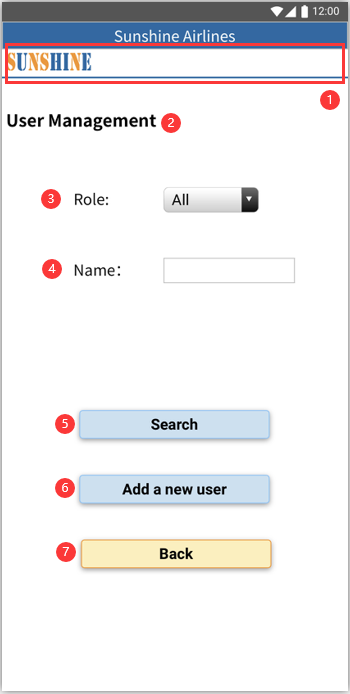 12:00
Sunshine Airlines
SUNSHINE
1
User Management 2
3 Role: All
4 Name：
5 Search
6 Add a new user
7 Back